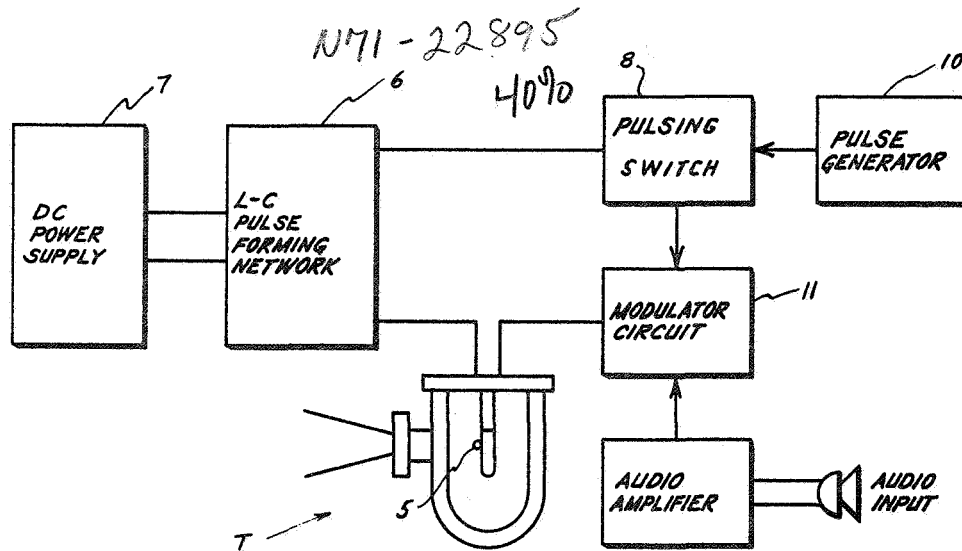 N71-22895
40%
7
6
8
10
DC
POWER
SUPPLY
L-C
PULSE
FORMING
NETWORK
PULSING
SWITCH
PULSE
GENERATOR
MODULATOR
CIRCUIT
11
5
T
AUDIO
AMPLIFIER
AUDIO
INPUT